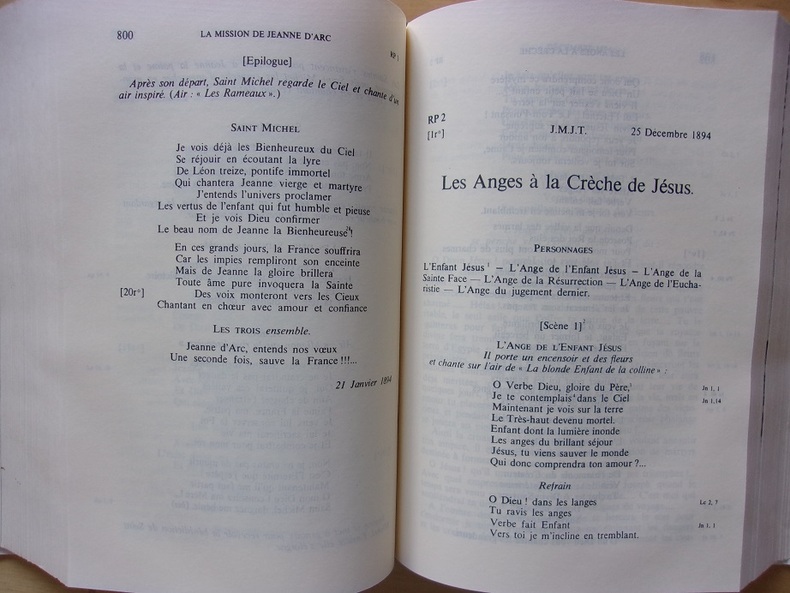 800
LA MISSION DE JEANNE D'ARC
RP 1
[Epilogue]
Après son départ, Saint Michel regarde le Ciel et chante d'un
air inspiré. (Air : « Les Rameaux ».)
SAINT MICHEL
Je vois déjà les Bienheureux du Ciel
Se réjouir en écoutant la lyre
De Léon treize, pontife immortel
Qui chantera Jeanne vierge et martyre
J'entends l'univers proclamer
Les vertus de l'enfant qui fut humble et pieuse
Et je vois Dieu confirmer
Le beau nom de Jeanne la Bienheureuse !
En ces grands jours, la France souffrira
Car les impies rempliront son enceinte
Mais de Jeanne la gloire brillera
Toute âme pure invoquera la Sainte
[20r°] Des voix monteront vers les Cieux
Chantant en chœur avec amour et confiance
LES TROIS ensemble.
Jeanne d'Arc, entends nos vœux
Une seconde fois, sauve la France !!!...
21 Janvier 1894
RP 2
[1r°] J.M.J.T. 25 Décembre 1894
Les Anges à la Crèche de Jésus.
PERSONNAGES
L'Enfant Jésus1 – L'Ange de l'Enfant Jésus – L'Ange de la
Sainte Face — L'Ange de la Résurrection — L'Ange de l'Eucha-
ristie — L'Ange du jugement dernier.
[Scène 1]2
L'ANGE DE L'ENFANT JÉSUS
Il porte un encensoir et des fleurs
et chante sur l'air de « La blonde Enfant de la colline » :
O Verbe Dieu, gloire du Père, Jn 1, 1
Je te contemplais dans le Ciel Jn 1,14
Maintenant je vois sur la terre
Le Très-haut devenu mortel.
Enfant dont la lumière inonde
Les anges du brillant séjour
Jésus, tu viens sauver le monde
Qui donc comprendra ton amour ?...
Refrain
O Dieu ! dans les langes Lc 2, 7
Tu ravis les anges
Verbe fait Enfant Jn 1, 1
Vers toi je m'incline en tremblant.